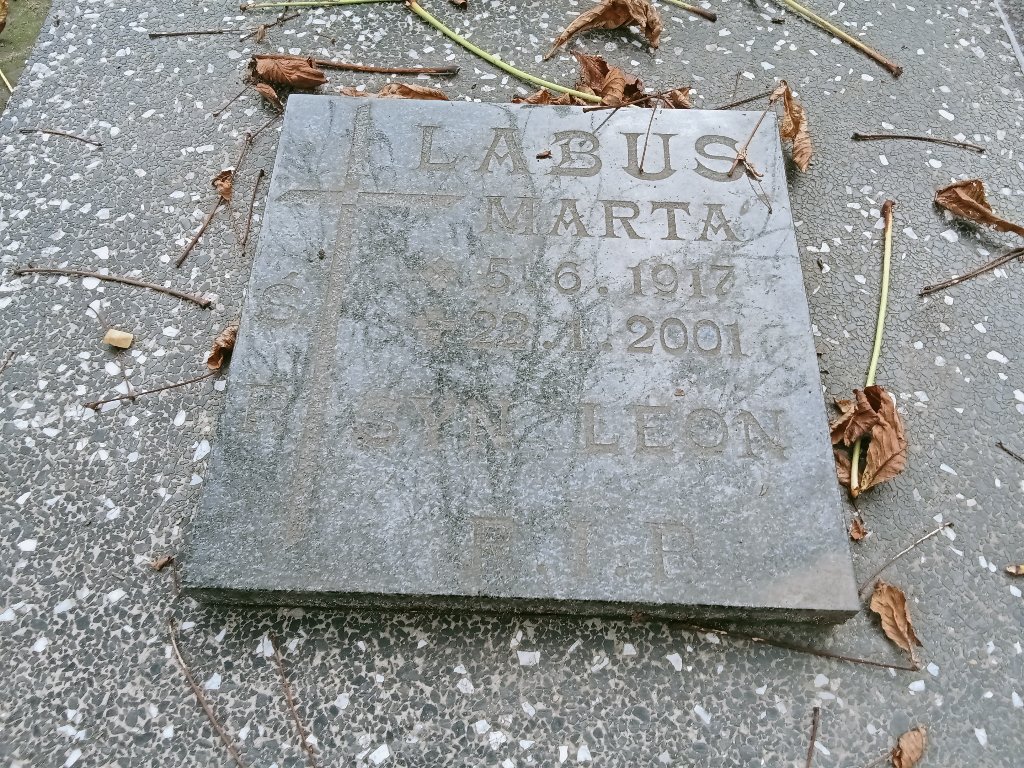 LABUS
MARTA
* 5.6.1917
+ 22.1.2001
SYN LEON
R.I.P
Ś.P.